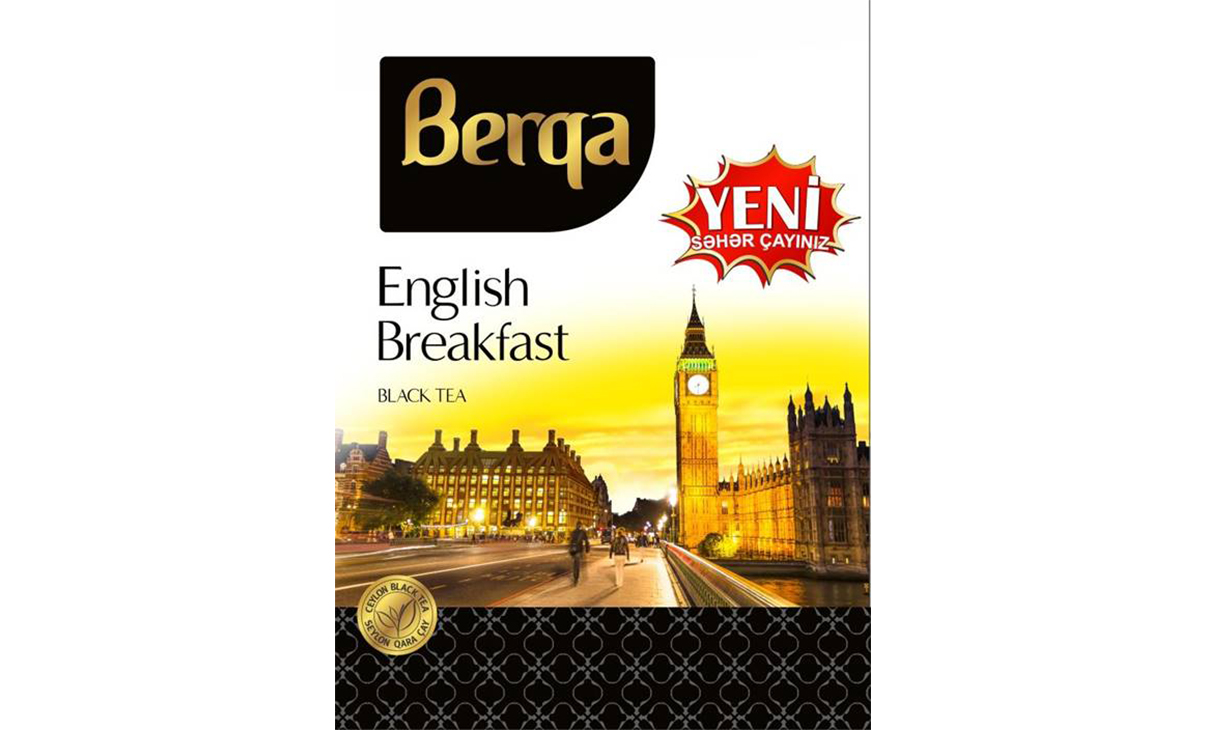 Berqa
YENİ
SƏHƏR ÇAYINIZ
English
Breakfast
BLACK TEA
CEYLON BLACK TEA
SEYLON QARA ÇAY